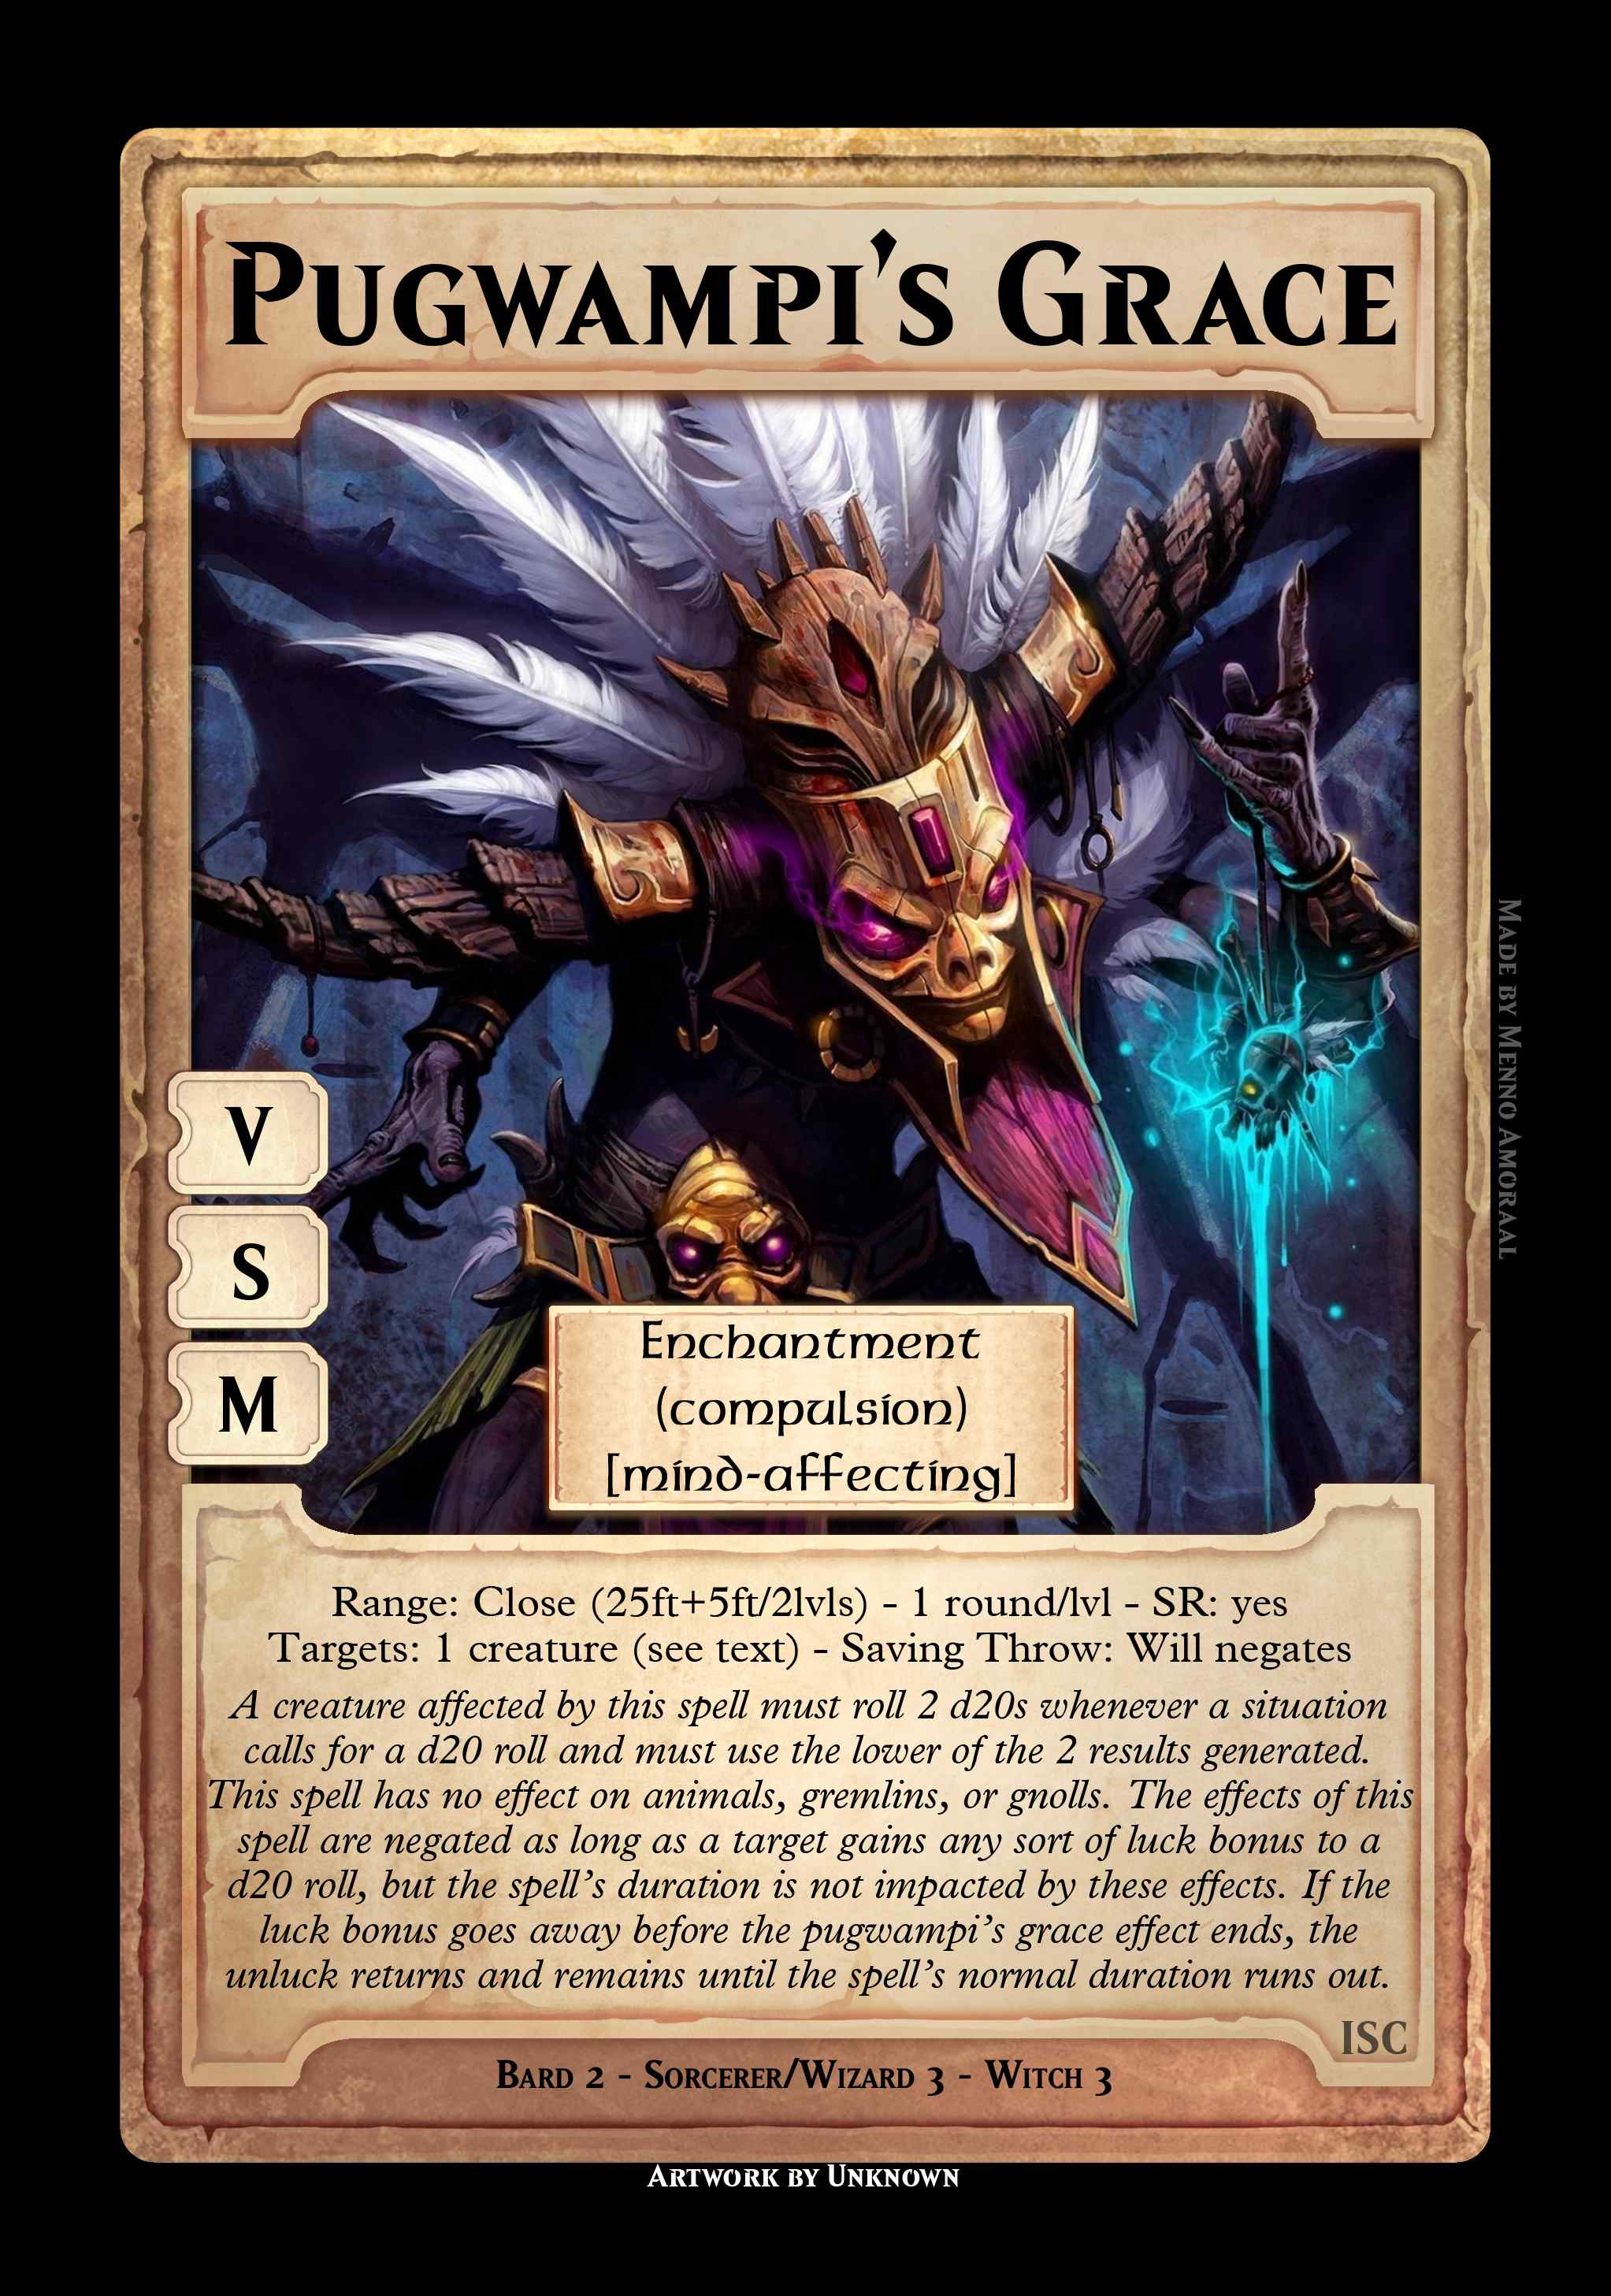 Pugwampi's Grace
V
S
M
Enchantment
(compulsion)
[mind-affecting]
Range: Close (25ft+5ft/2lvls) - 1 round/lvl - SR: yes
Targets: 1 creature (see text) - Saving Throw: Will negates
A creature affected by this spell must roll 2 d20s whenever a situation
calls for a d20 roll and must use the lower of the 2 results generated.
This spell has no effect on animals, gremlins, or gnolls. The effects of this
spell are negated as long as a target gains any sort of luck bonus to a
d20 roll, but the spell's duration is not impacted by these effects. If the
luck bonus goes away before the pugwampi's grace effect ends, the
unluck returns and remains until the spell's normal duration runs out.
ISC
Bard 2 - Sorcerer/Wizard 3 - Witch 3
Artwork by Unknown
Made by Menno Amoraal